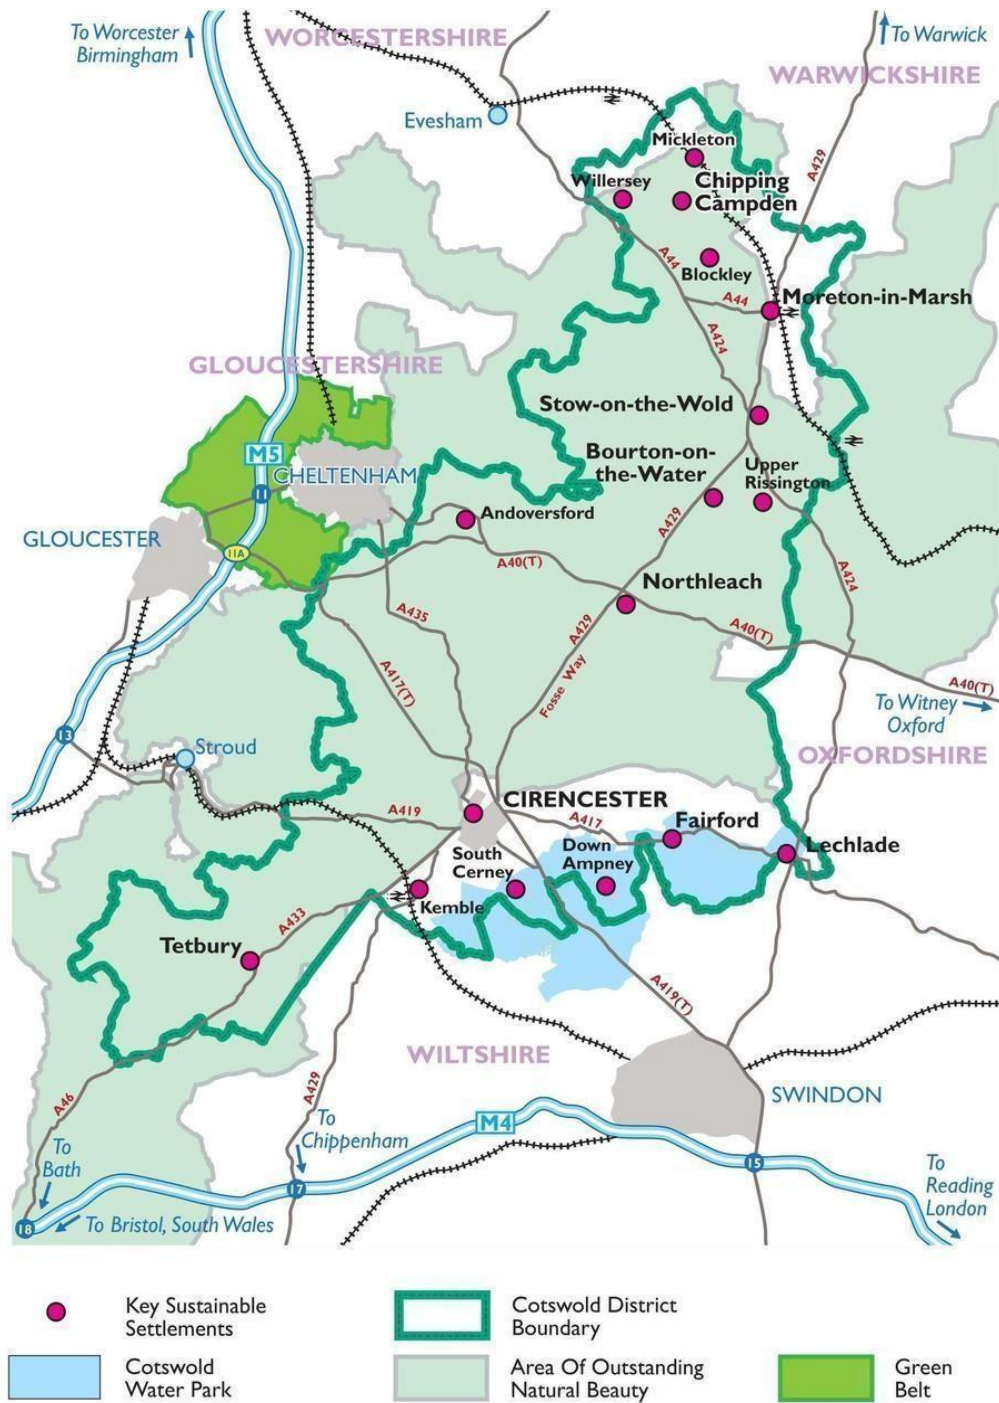 To Worcester
Birmingham
WORCESTERSHIRE
To Warwick
WARWICKSHIRE
Evesham
A429
Mickleton
Willersey
Chipping
Campden
A44
Blockley
A44
Moreton-in-Marsh
A424
GLOUCESTERSHIRE
Stow-on-the-Wold
M5
Bourton-on-
the-Water
Upper
Rissington
CHELTENHAM
11
GLOUCESTER
Andoversford
A429
11A
A40(T)
A424
Northleach
A435
A429
A40(T)
A417(T)
Fosse Way
A40(T)
To Witney
Oxford
13
Stroud
OXFORDSHIRE
CIRENCESTER
A419
A417
Fairford
Down
Ampney
Lechlade
South
Cerney
Kemble
A433
Tetbury
A419(T)
WILTSHIRE
A429
A46
SWINDON
M4
To
Chippenham
To
Bath
15
To
Reading
London
17
18
To Bristol, South Wales
Key Sustainable
Settlements
Cotswold District
Boundary
Cotswold
Water Park
Area Of Outstanding
Natural Beauty
Green
Belt